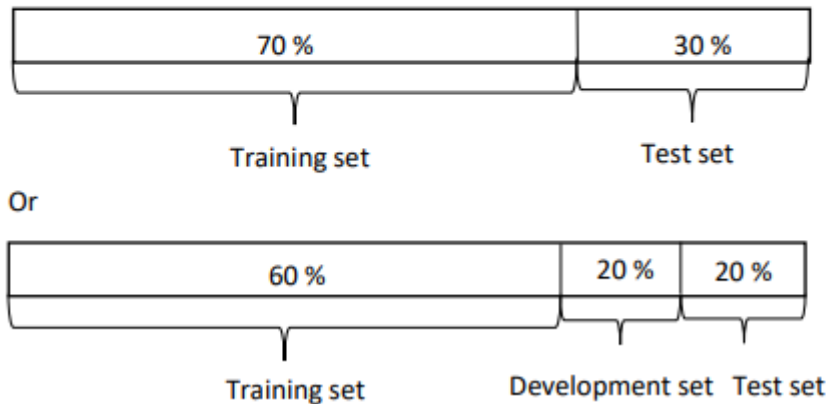 70 % 30 %
Training set Test set
Or
60 % 20 % 20 %
Training set Development set Test set